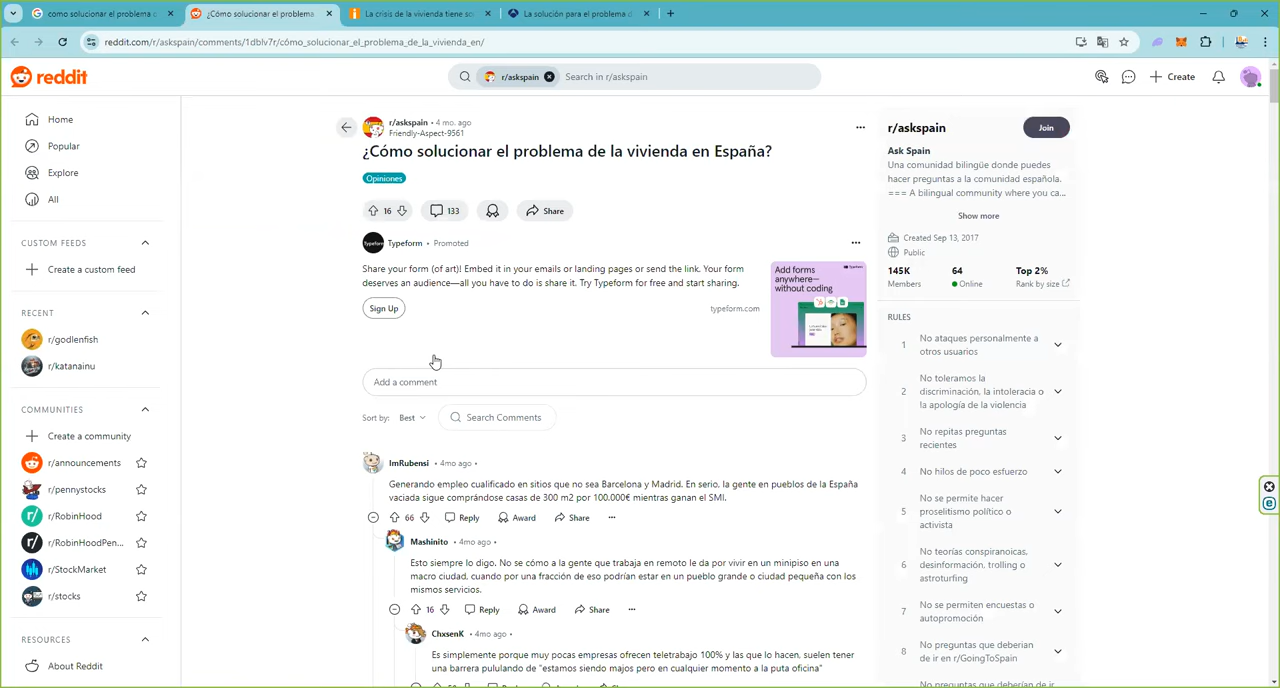 como solucionar el problema d
¿Cómo solucionar el problema
La crisis de la vivienda tiene so
La solución para el problema d
reddit.com/r/askspain/comments/1dblv7r/cómo_solucionar_el_problema_de_la_vivienda_en/
reddit
r/askspain
Search in r/askspain
Create
Home
Popular
Explore
All
CUSTOM FEEDS
Create a custom feed
RECENT
r/godlenfish
r/katanainu
COMMUNITIES
Create a community
r/announcements
r/pennystocks
r/RobinHood
r/RobinHoodPen...
r/StockMarket
r/stocks
RESOURCES
About Reddit
r/askspain • 4 mo. ago
Friendly-Aspect-9561
¿Cómo solucionar el problema de la vivienda en España?
Opiniones
16
133
Share
Typeform
Typeform • Promoted
Share your form (of art)! Embed it in your emails or landing pages or send the link. Your form
deserves an audience—all you have to do is share it. Try Typeform for free and start sharing.
Sign Up
typeform.com
Typeform
Add forms
anywhere–
without coding
Add a comment
Sort by: Best
Search Comments
ImRubensi • 4mo ago •
Generando empleo cualificado en sitios que no sea Barcelona y Madrid. En serio, la gente en pueblos de la España
vaciada sigue comprándose casas de 300 m2 por 100.000€ mientras ganan el SMI.
66 Reply Award Share ...
Mashinito • 4mo ago •
Esto siempre lo digo. No se cómo a la gente que trabaja en remoto le da por vivir en un minipiso en una
macro ciudad, cuando por una fracción de eso podrían estar en un pueblo grande o ciudad pequeña con los
mismos servicios.
16 Reply Award Share ...
ChxsenK • 4mo ago •
Es simplemente porque muy pocas empresas ofrecen teletrabajo 100% y las que lo hacen, suelen tener
una barrera pululando de "estamos siendo majos pero en cualquier momento a la puta oficina"
r/askspain
Join
Ask Spain
Una comunidad bilingüe donde puedes
hacer preguntas a la comunidad española.
=== A bilingual community where you ca...
Show more
Created Sep 13, 2017
Public
145K
Members
64
Online
Top 2%
Rank by size
RULES
1 No ataques personalmente a
otros usuarios
2 No toleramos la
discriminación, la intoleracia o
la apología de la violencia
3 No repitas preguntas
recientes
4 No hilos de poco esfuerzo
5 No se permite hacer
proselitismo político o
activista
6 No teorías conspiranoicas,
desinformación, trolling o
astroturfing
7 No se permiten encuestas o
autopromoción
8 No preguntas que deberian
de ir en r/GoingToSpain
No preguntas que deberían de ir